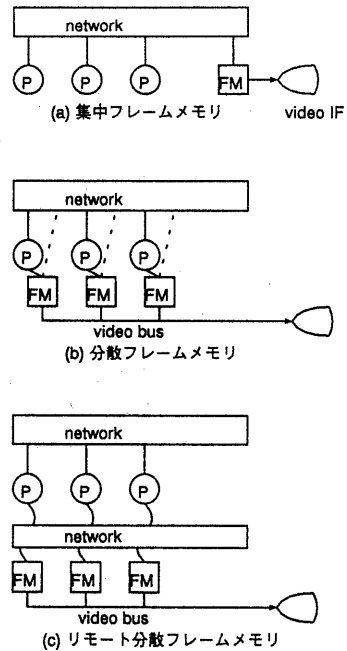 network
P P P FM
(a) 集中フレームメモリ video IF
network
P P P
FM FM FM
video bus
(b) 分散フレームメモリ
network
P P P
network
FM FM FM
video bus
(c) リモート分散フレームメモリ